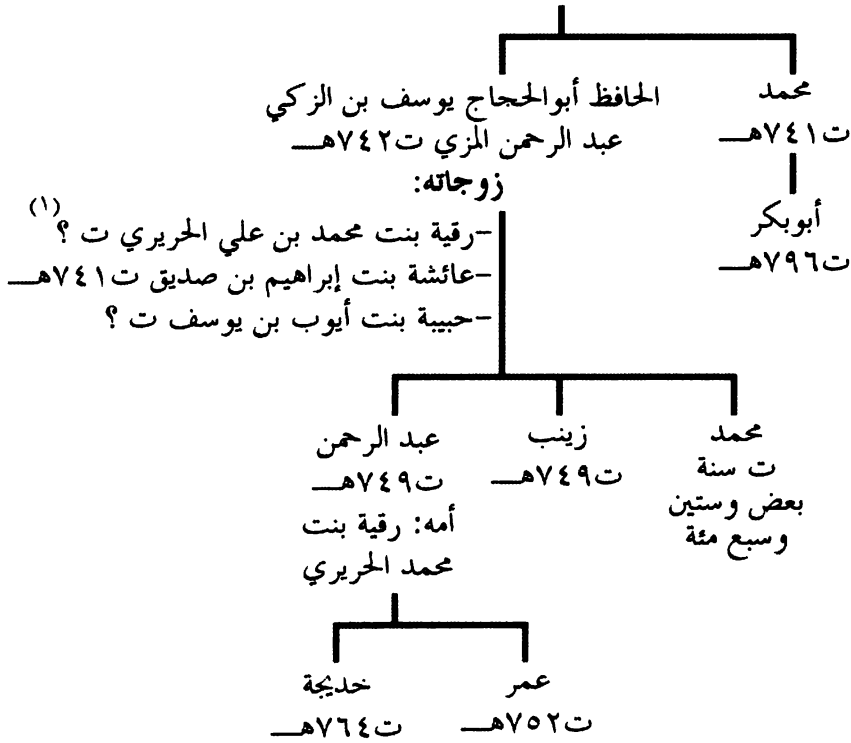 محمد
ت٧٤١هـ
أبوبكر
ت٧٩٦هـ
الحافظ أبوالحجاج يوسف بن الزكي
عبد الرحمن المزي ت٧٤٢هـ
زوجاته:
-رقية بنت محمد بن علي الحريري ت ؟(١)
-عائشة بنت إبراهيم بن صديق ت٧٤١هـ
-حبيبة بنت أيوب بن يوسف ت ؟
محمد
ت سنة
بعض وستين
وسبع مئة
زينب
ت٧٤٩هـ
عبد الرحمن
ت٧٤٩هـ
أمه: رقية بنت
محمد الحريري
عمر
ت٧٥٢هـ
خديجة
ت٧٦٤هـ